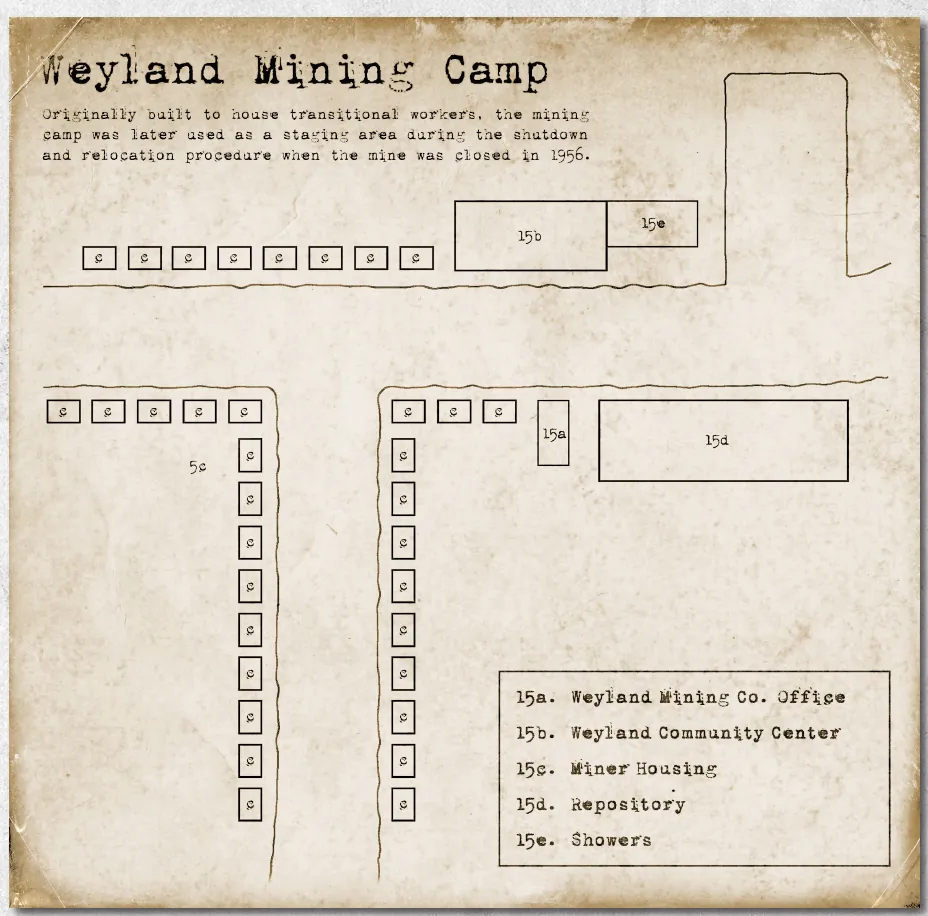 Weyland Mining Camp
Originally built to house transitional workers, the mining
camp was later used as a staging area during the shutdown
and relocation procedure when the mine was closed in 1956.
15b 15e
c c c c c c c c
c c c c c c c c 15a 15d
c c
5c
c c
c c
c c
c c
c c
c c
c c
c c
15a. Weyland Mining Co. Office
15b. Weyland Community Center
15c. Miner Housing
15d. Repository
15e. Showers